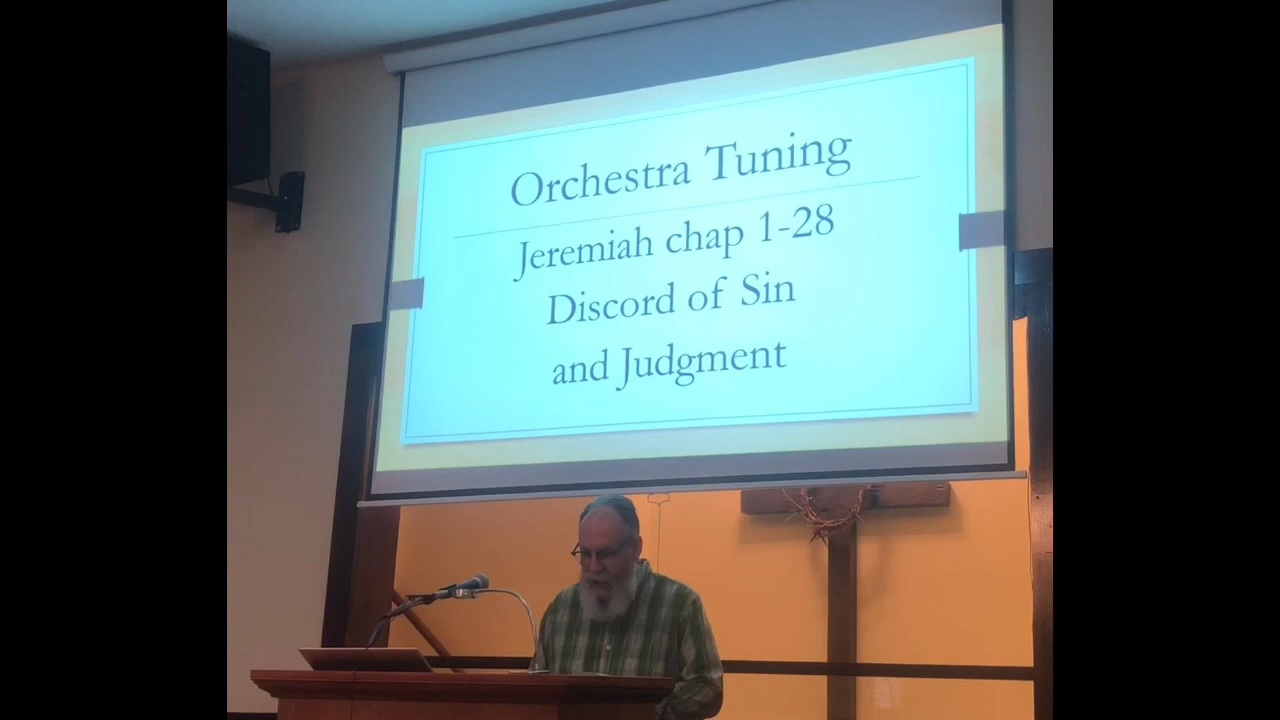 Orchestra Tuning
Jeremiah chap 1-28
Discord of Sin
and Judgment